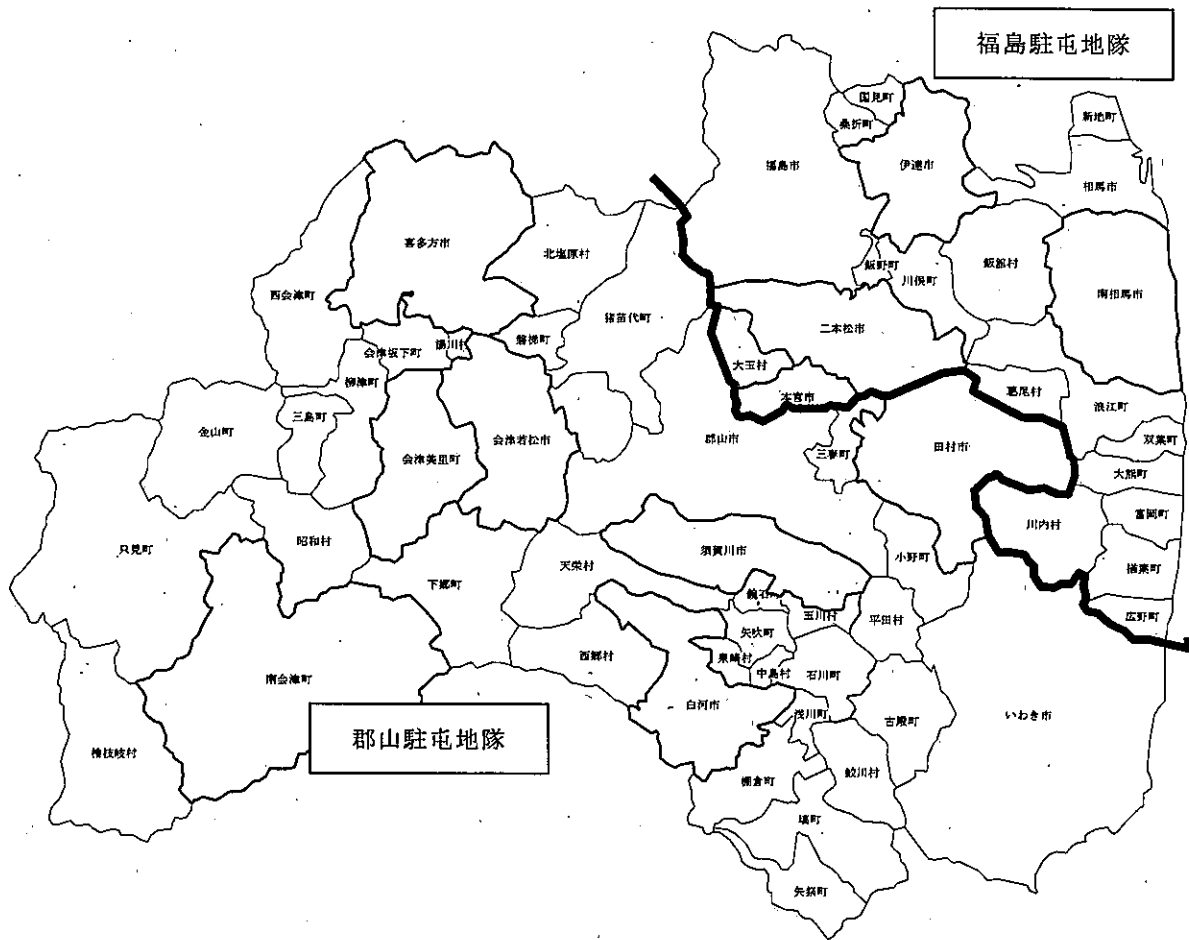 福島駐屯地隊
国見町
桑折町
新地町
福島市
伊達市
相馬市
喜多方市
北塩原村
飯野町
川俣町
飯舘村
南相馬市
西会津町
猪苗代町
二本松市
会津坂下町
湯川村
磐梯町
大玉村
柳津町
本宮市
葛尾村
浪江町
三島町
金山町
会津若松市
郡山市
双葉町
会津美里町
三春町
田村市
大熊町
富岡町
川内村
只見町
昭和村
須賀川市
小野町
楢葉町
天栄村
下郷町
鏡石
玉川村
平田村
広野町
矢吹町
西郷村
泉崎村
中島村
石川町
南会津町
白河市
浅川町
古殿町
いわき市
郡山駐屯地隊
檜枝岐村
棚倉町
鮫川村
塙町
矢祭町